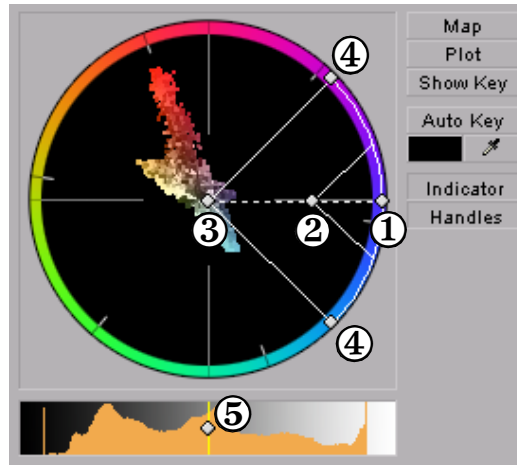 ④
Map
Plot
Show Key
Auto Key
Indicator
③
②
①
Handles
④
⑤